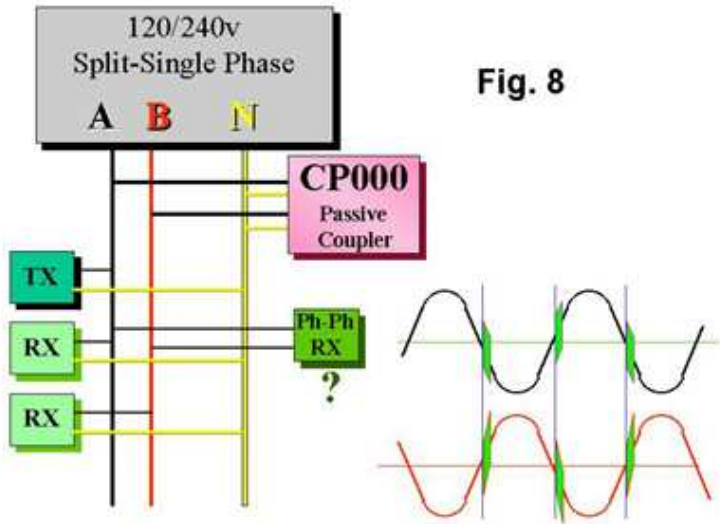 120/240v
Split-Single Phase
A B N
Fig. 8
CP000
Passive
Coupler
TX
RX
RX
Ph-Ph
RX
?